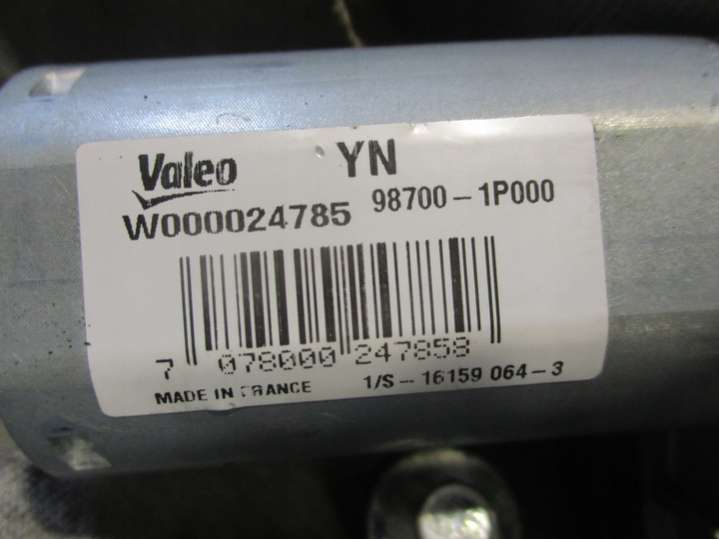 Valeo YN
W000024785 98700-1P000
7 078000 247858
MADE IN FRANCE 1/S-16159 064-3